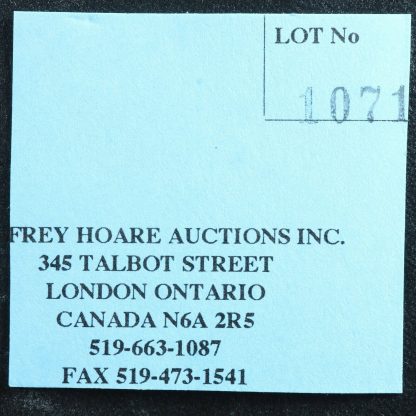 LOT No
1071
FREY HOARE AUCTIONS INC.
345 TALBOT STREET
LONDON ONTARIO
CANADA N6A 2R5
519-663-1087
FAX 519-473-1541